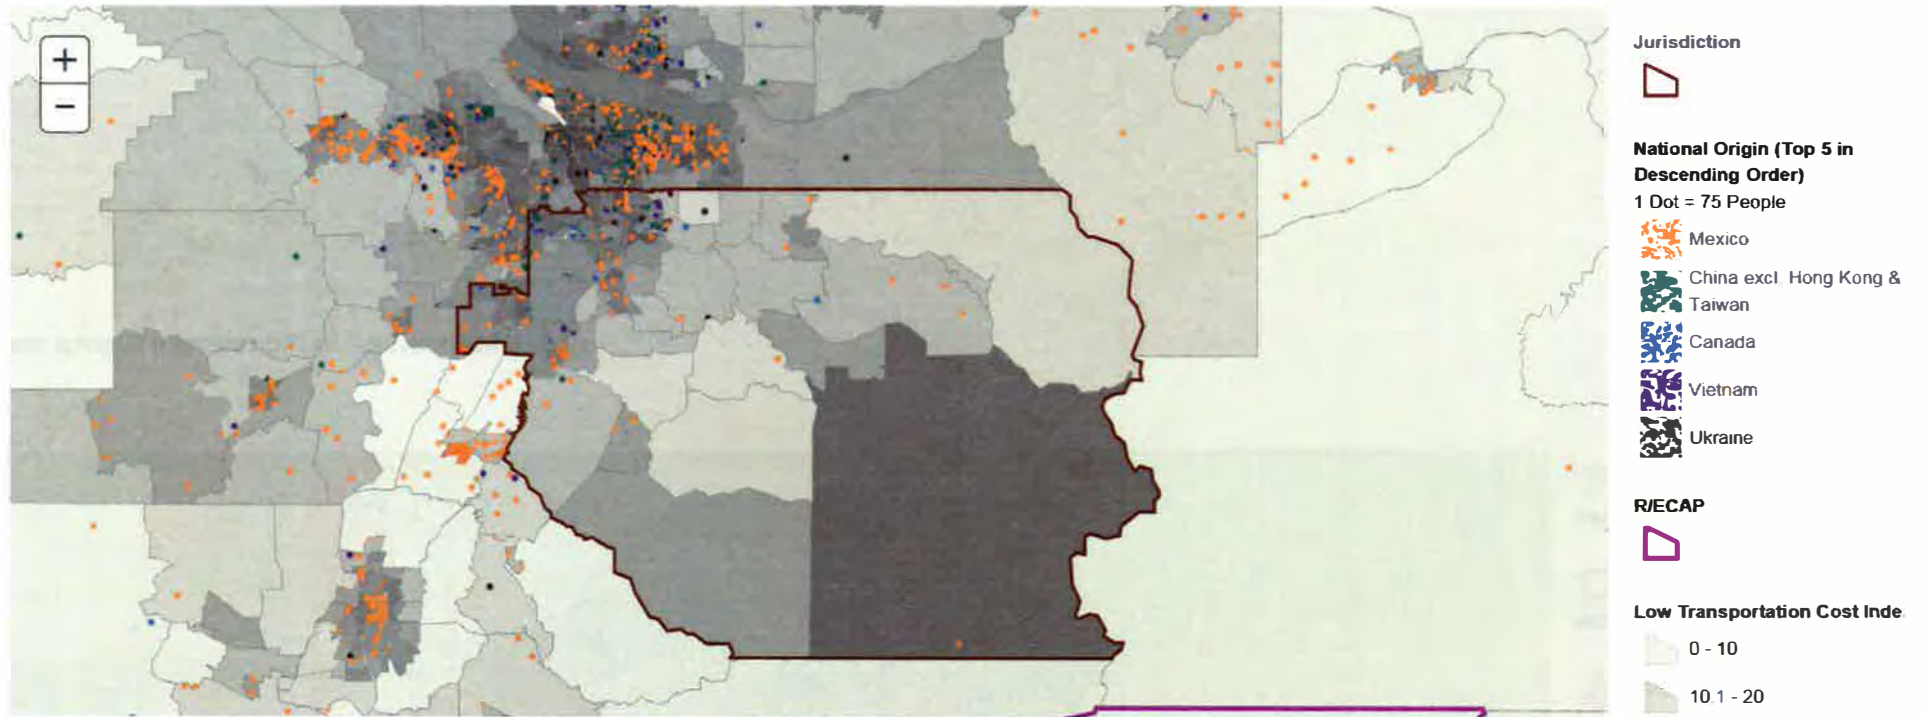 +
−
Jurisdiction
National Origin (Top 5 in
Descending Order)
1 Dot = 75 People
Mexico
China excl. Hong Kong &
Taiwan
Canada
Vietnam
Ukraine
R/ECAP
Low Transportation Cost Inde
0 - 10
10.1 - 20